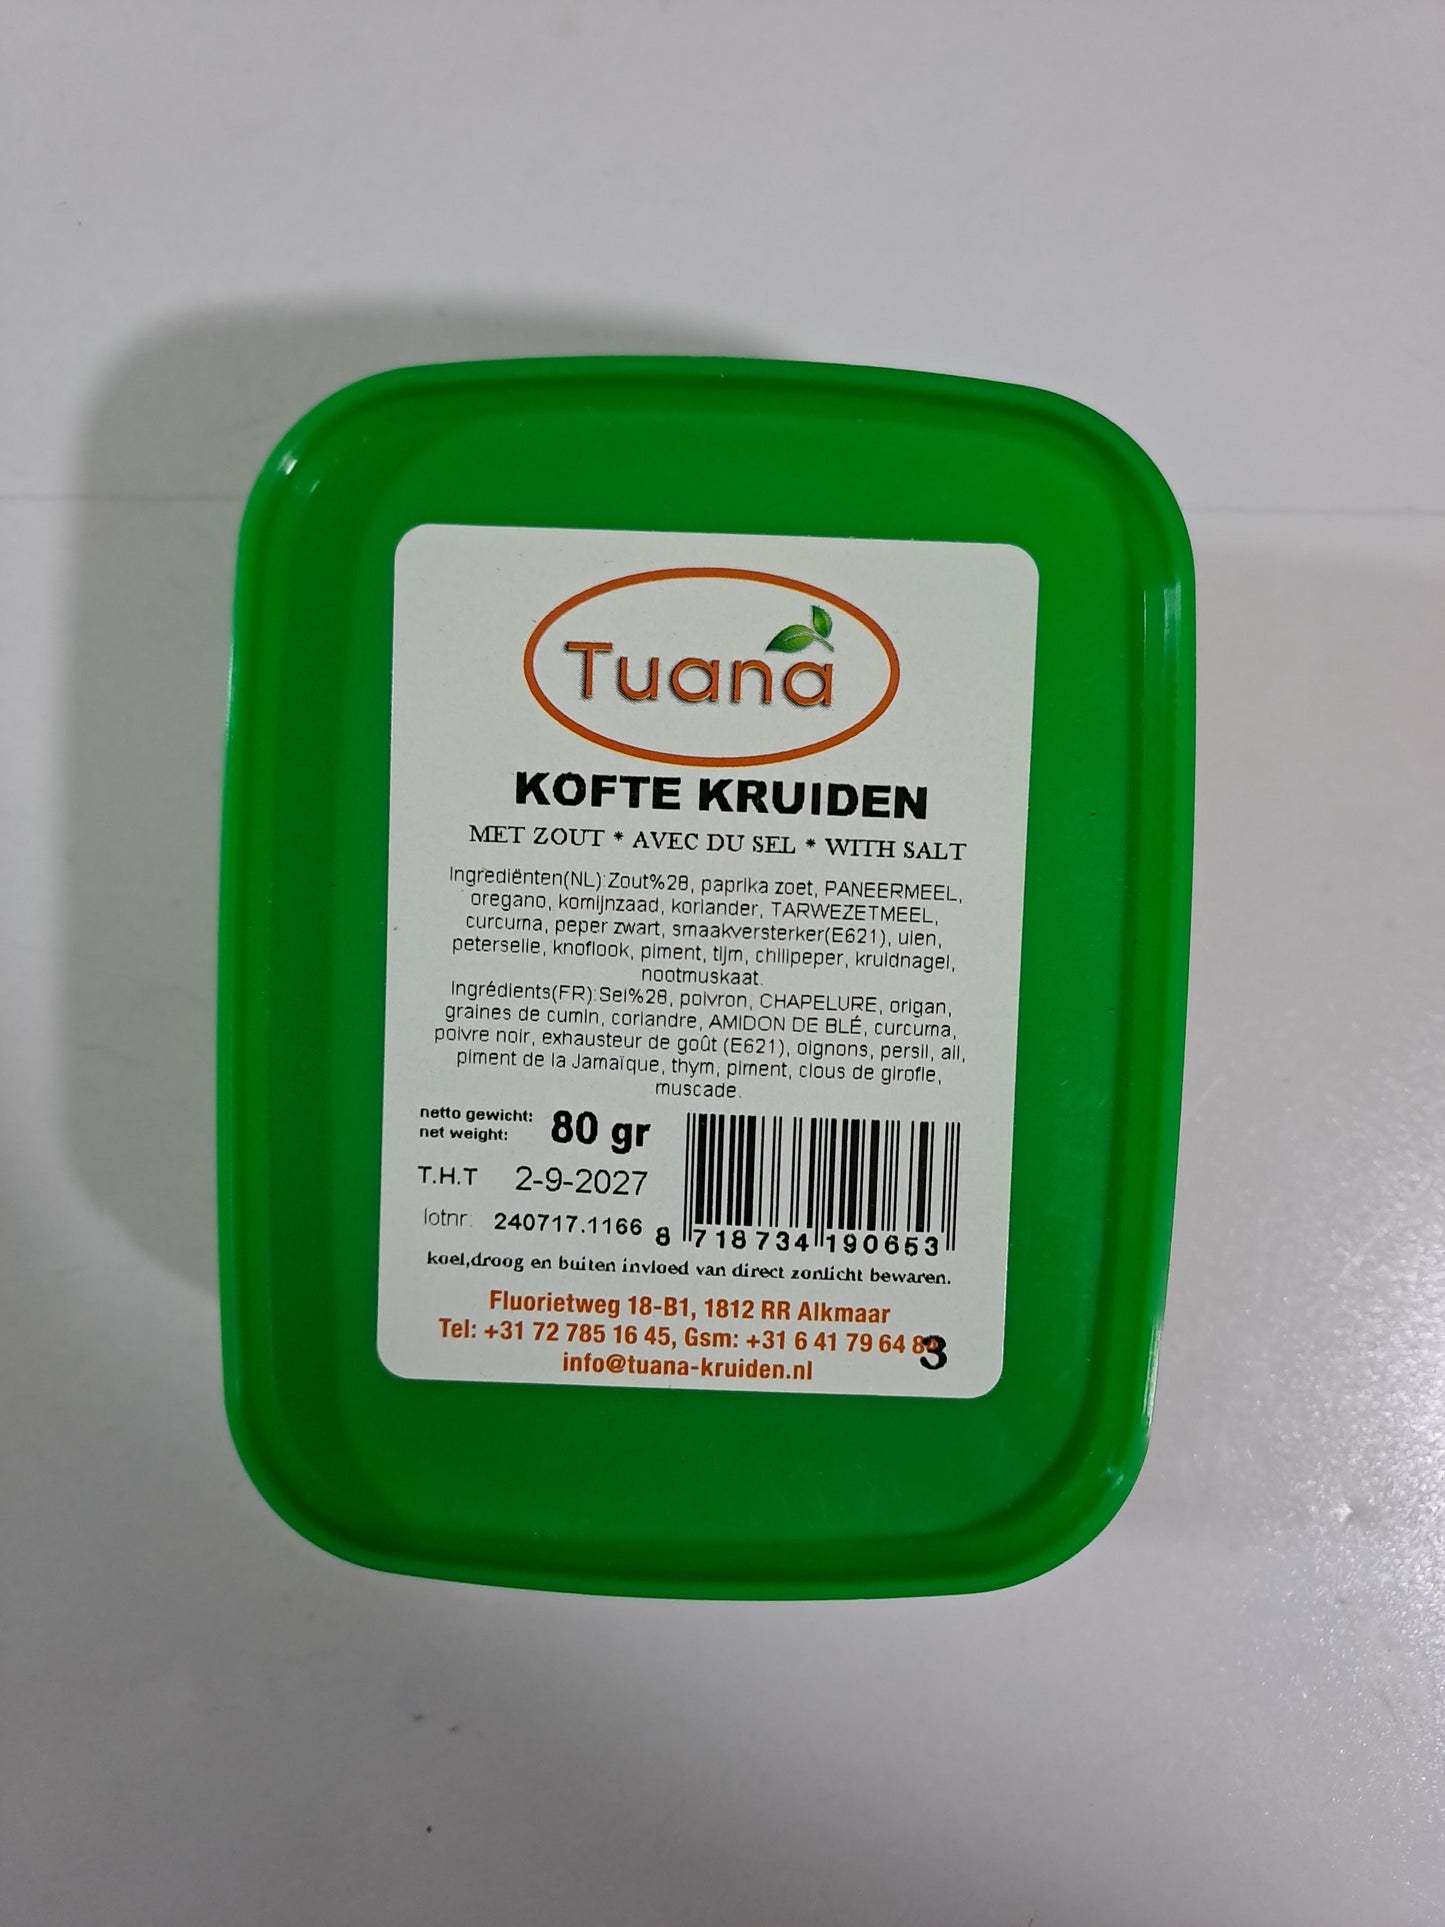 Tuana
KOFTE KRUIDEN
MET ZOUT * AVEC DU SEL * WITH SALT
Ingrediënten(NL):Zout%28, paprika zoet, PANEERMEEL,
oregano, komijnzaad, koriander, TARWEZETMEEL,
curcuma, peper zwart, smaakversterker(E621), uien,
peterselie, knoflook, piment, tijm, chilipeper, kruidnagel,
nootmuskaat.
Ingrédients(FR):Sel%28, poivron, CHAPELURE, origan,
graines de cumin, coriandre, AMIDON DE BLÉ, curcuma,
poivre noir, exhausteur de goût (E621), oignons, persil, ail,
piment de la Jamaïque, thym, piment, clous de girofle,
muscade.
netto gewicht:
net weight:
80 gr
T.H.T 2-9-2027
lotnr: 240717.1166
8 718734 190653
koel,droog en buiten invloed van direct zonlicht bewaren.
Fluorietweg 18-B1, 1812 RR Alkmaar
Tel: +31 72 785 16 45, Gsm: +31 6 41 79 64
3
info@tuana-kruiden.nl